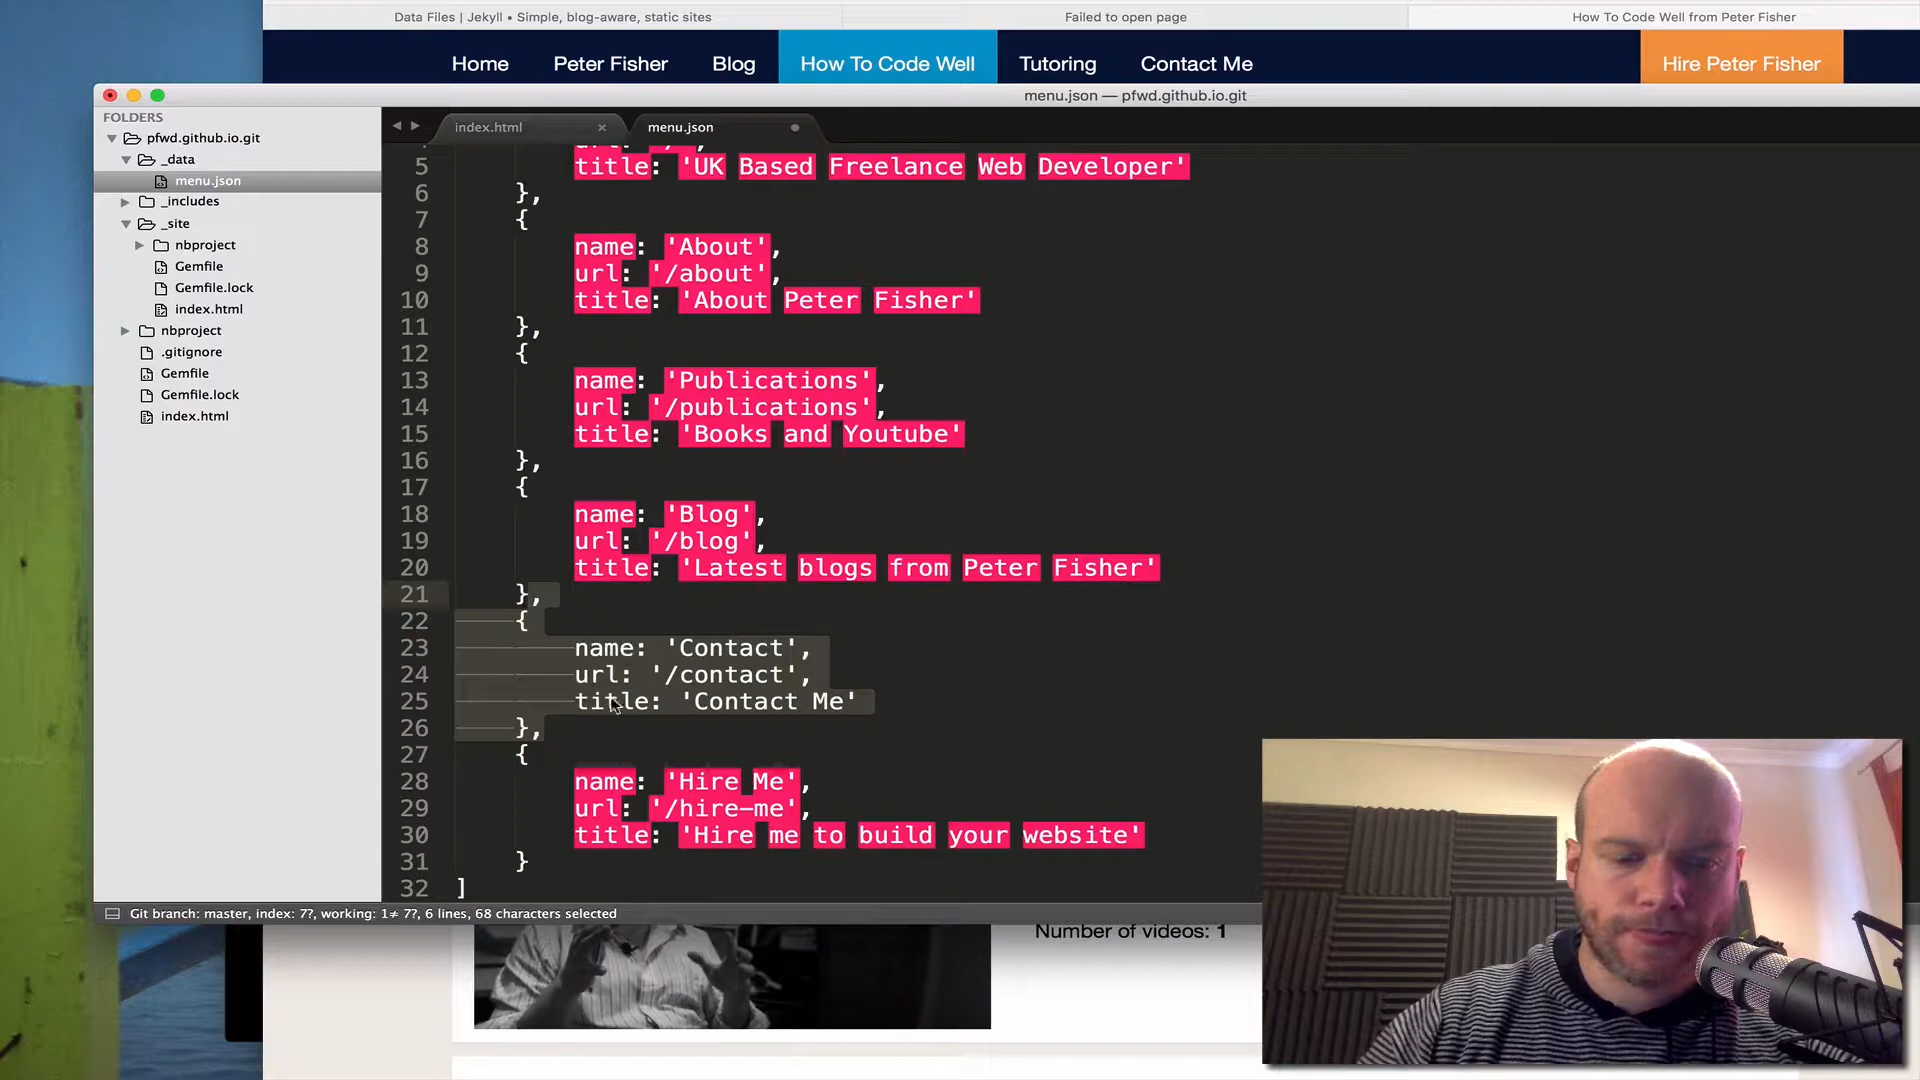 Data Files | Jekyll • Simple, blog-aware, static sites
Failed to open page
How To Code Well from Peter Fisher
Home
Peter Fisher
Blog
How To Code Well
Tutoring
Contact Me
Hire Peter Fisher
menu.json — pfwd.github.io.git
FOLDERS
pfwd.github.io.git
_data
menu.json
_includes
_site
nbproject
Gemfile
Gemfile.lock
index.html
nbproject
.gitignore
Gemfile
Gemfile.lock
index.html
index.html
menu.json
5 title: 'UK Based Freelance Web Developer'
6 },
7 {
8 name: 'About',
9 url: '/about',
10 title: 'About Peter Fisher'
11 },
12 {
13 name: 'Publications',
14 url: '/publications',
15 title: 'Books and Youtube'
16 },
17 {
18 name: 'Blog',
19 url: '/blog',
20 title: 'Latest blogs from Peter Fisher'
21 },
22 {
23 name: 'Contact',
24 url: '/contact',
25 title: 'Contact Me'
26 },
27 {
28 name: 'Hire Me',
29 url: '/hire-me',
30 title: 'Hire me to build your website'
31 }
32 ]
Git branch: master, index: 7?, working: 1≠ 7?, 6 lines, 68 characters selected
Number of videos: 1